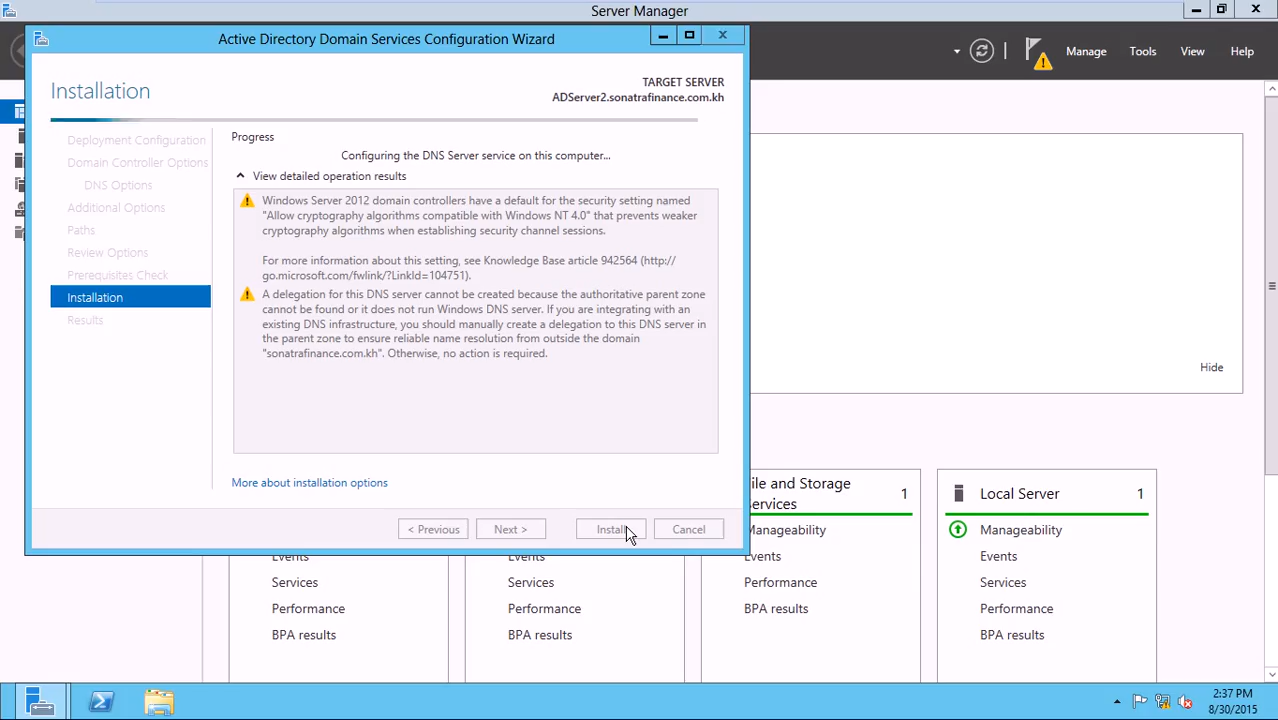 Server Manager
Active Directory Domain Services Configuration Wizard
Manage
Tools
View
Help
Installation
TARGET SERVER
ADServer2.sonatrafinance.com.kh
Deployment Configuration
Domain Controller Options
DNS Options
Additional Options
Paths
Review Options
Prerequisites Check
Installation
Results
Progress
Configuring the DNS Server service on this computer...
View detailed operation results
Windows Server 2012 domain controllers have a default for the security setting named
"Allow cryptography algorithms compatible with Windows NT 4.0" that prevents weaker
cryptography algorithms when establishing security channel sessions.
For more information about this setting, see Knowledge Base article 942564 (http://
go.microsoft.com/fwlink/?LinkId=104751).
A delegation for this DNS server cannot be created because the authoritative parent zone
cannot be found or it does not run Windows DNS server. If you are integrating with an
existing DNS infrastructure, you should manually create a delegation to this DNS server in
the parent zone to ensure reliable name resolution from outside the domain
"sonatrafinance.com.kh". Otherwise, no action is required.
More about installation options
< Previous
Next >
Install
Cancel
Hide
Events
Services
Performance
BPA results
Events
Services
Performance
BPA results
ile and Storage
Services
1
Manageability
Events
Performance
BPA results
Local Server
1
Manageability
Events
Services
Performance
BPA results
2:37 PM
8/30/2015